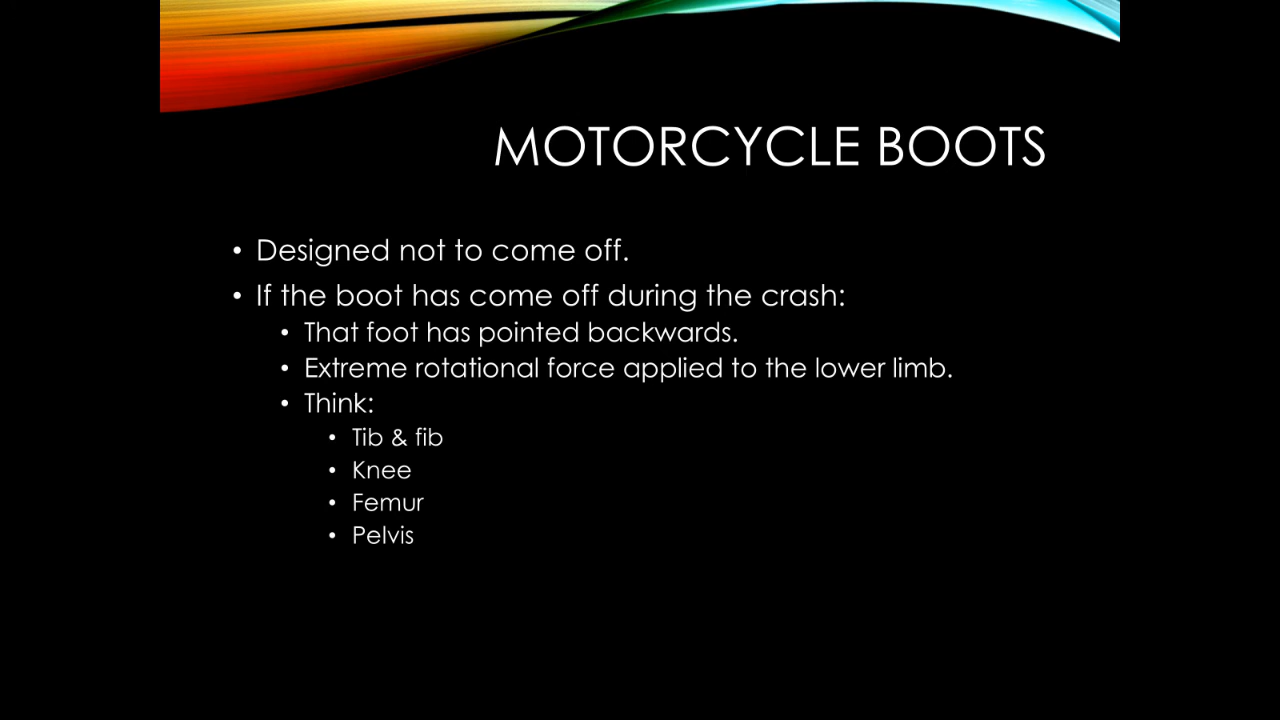 MOTORCYCLE BOOTS
• Designed not to come off.
• If the boot has come off during the crash:
• That foot has pointed backwards.
• Extreme rotational force applied to the lower limb.
• Think:
• Tib & fib
• Knee
• Femur
• Pelvis